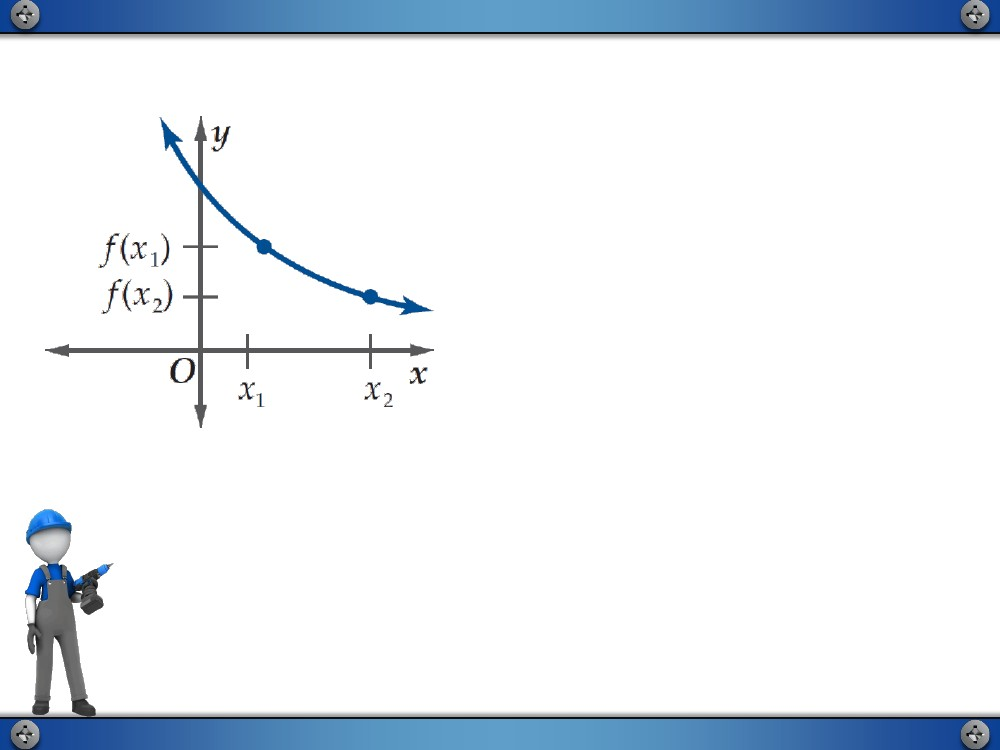 y
f(x₁)
f(x₂)
O
x
x₁
x₂